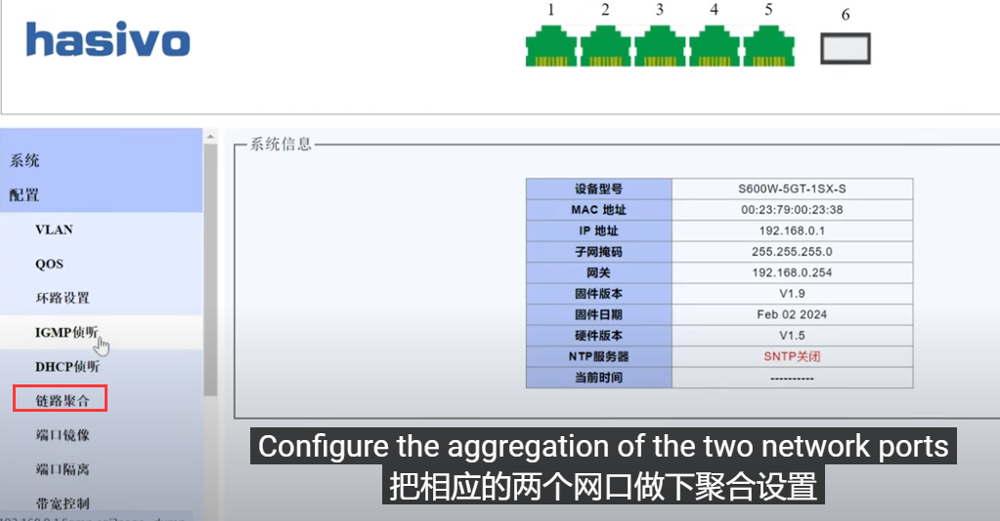 hasivo
1 2 3 4 5 6
系统
配置
VLAN
QOS
环路设置
IGMP侦听
DHCP侦听
链路聚合
端口镜像
端口隔离
带宽控制
系统信息
设备型号 S600W-5GT-1SX-S
MAC 地址 00:23:79:00:23:38
IP 地址 192.168.0.1
子网掩码 255.255.255.0
网关 192.168.0.254
固件版本 V1.9
固件日期 Feb 02 2024
硬件版本 V1.5
NTP服务器 SNTP关闭
当前时间 ----------
Configure the aggregation of the two network ports
把相应的两个网口做下聚合设置